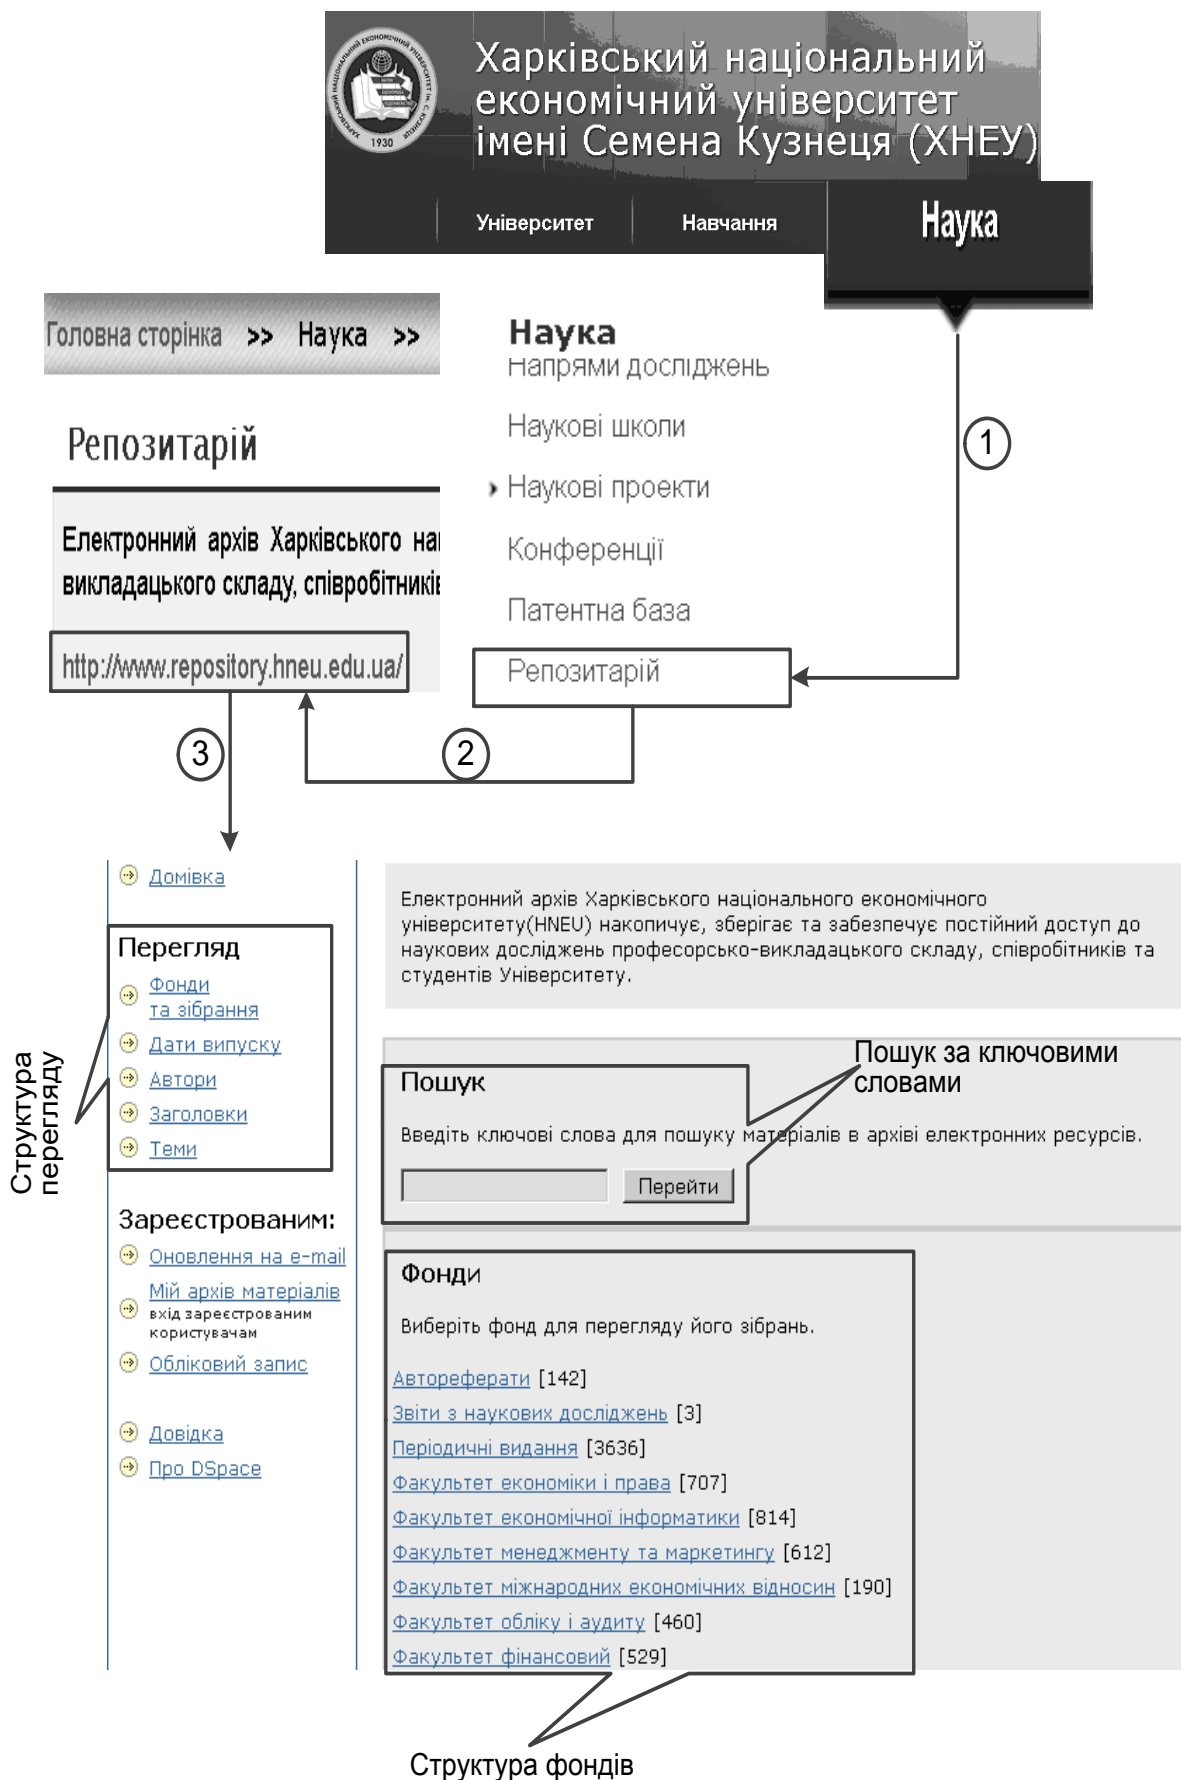 Харківський національний
економічний університет
імені Семена Кузнеця (ХНЕУ)
ХАРКІВСЬКИЙ НАЦІОНАЛЬНИЙ ЕКОНОМІЧНИЙ УНІВЕРСИТЕТ ІМ. С. КУЗНЕЦЯ
1930
Університет
Навчання
Наука
Головна сторінка >> Наука >>
Наука
Напрями досліджень
Наукові школи
Наукові проекти
Конференції
Патентна база
Репозитарій
1
Репозитарій
Електронний архів Харківського
викладацького складу,
http://www.repository.hneu.edu.ua/
2
3
Домівка
Перегляд
Фонди
та зібрання
Дати випуску
Автори
Заголовки
Теми
Структура
перегляду
Зареєстрованим:
Оновлення на e-mail
Мій архів матеріалів
вхід зареєстрованим
користувачам
Обліковий запис
Довідка
Про DSpace
Електронний архів Харківського національного економічного
університету(HNEU) накопичує, зберігає та забезпечує постійний доступ до
наукових досліджень професорсько-викладацького складу, співробітників та
студентів Університету.
Пошук за ключовими
словами
Пошук
Введіть ключові слова для пошуку матеріалів в архіві електронних ресурсів.
Перейти
Фонди
Виберіть фонд для перегляду його зібрань.
Автореферати [142]
Звіти з наукових досліджень [3]
Періодичні видання [3636]
Факультет економіки і права [707]
Факультет економічної інформатики [814]
Факультет менеджменту та маркетингу [612]
Факультет міжнародних економічних відносин [190]
Факультет обліку і аудиту [460]
Факультет фінансовий [529]
Структура фондів